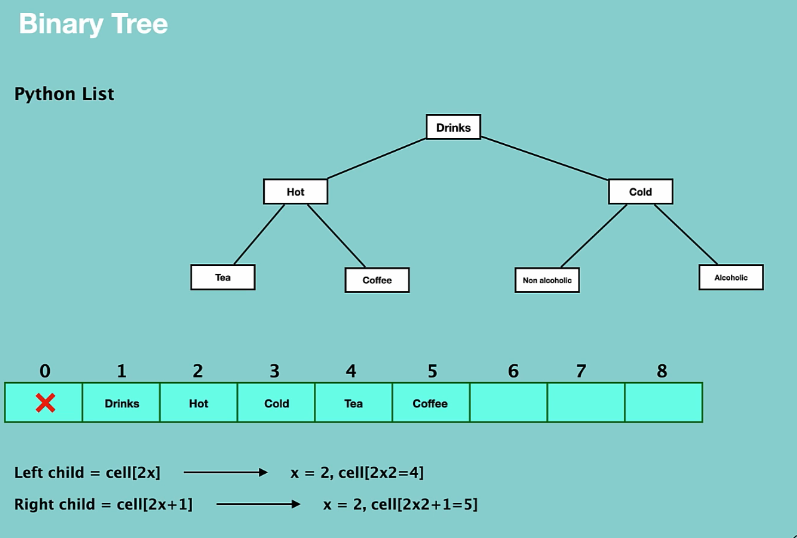 Binary Tree
Python List
Drinks
Hot
Cold
Tea
Coffee
Non alcoholic
Alcoholic
0 1 2 3 4 5 6 7 8
Drinks Hot Cold Tea Coffee
Left child = cell[2x] x = 2, cell[2x2=4]
Right child = cell[2x+1] x = 2, cell[2x2+1=5]